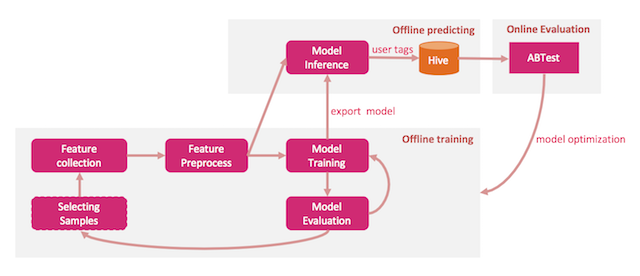 Offline predicting
Online Evaluation
Model
Inference
user tags
Hive
ABTest
export model
model optimization
Offline training
Feature
collection
Feature
Preprocess
Model
Training
Selecting
Samples
Model
Evaluation